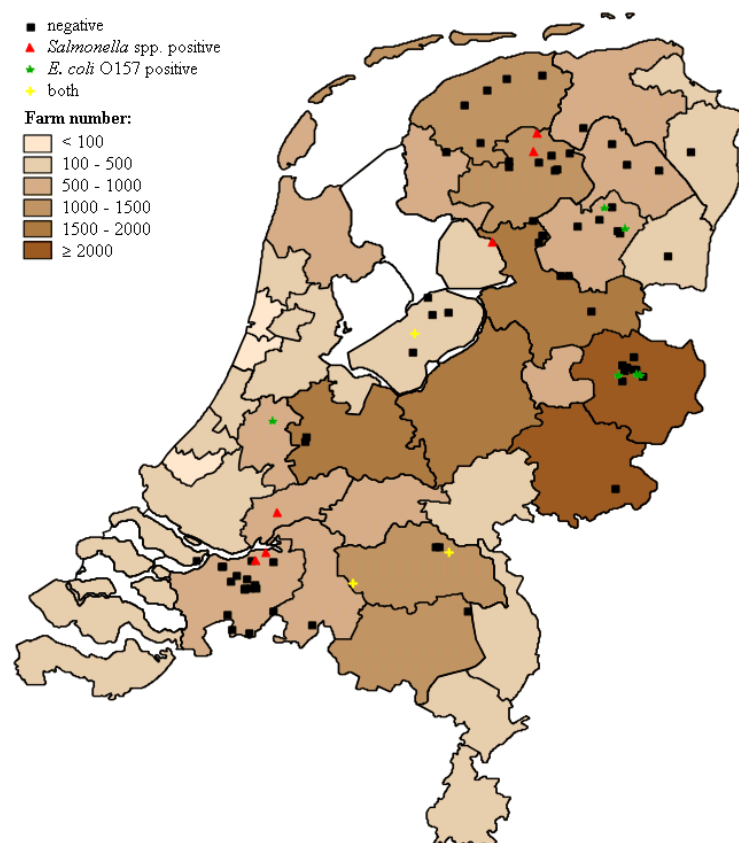 negative
Salmonella spp. positive
E. coli O157 positive
both
Farm number:
< 100
100 - 500
500 - 1000
1000 - 1500
1500 - 2000
≥ 2000